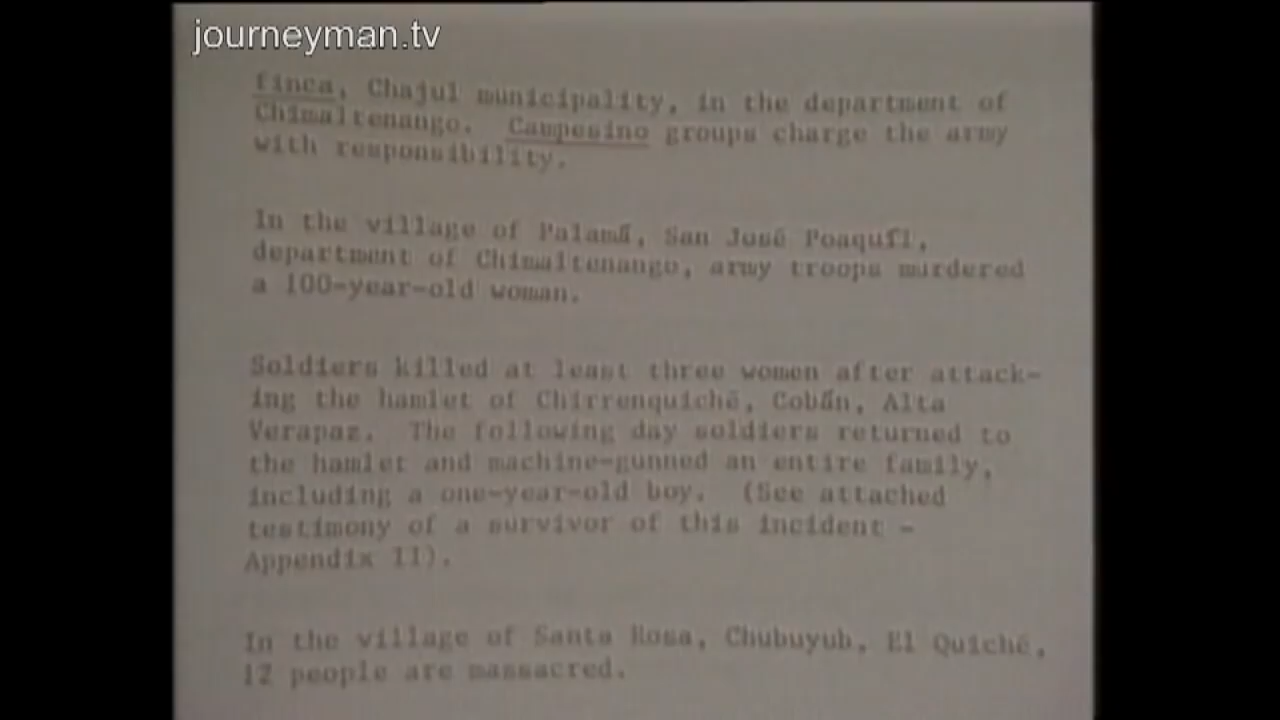 journeyman.tv
finca, Chajul municipality, in the department of
Chimaltenango. Campesino groups charge the army
with responsibility.
In the village of Palamá, San José Poaquíl,
department of Chimaltenango, army troops murdered
a 100-year-old woman.
Soldiers killed at least three women after attack-
ing the hamlet of Chirrenquiché, Cobán, Alta
Verapaz. The following day soldiers returned to
the hamlet and machine-gunned an entire family,
including a one-year-old boy. (See attached
testimony of a survivor of this incident -
Appendix II).
In the village of Santa Rosa, Chubuyub, El Quiché,
12 people are massacred.